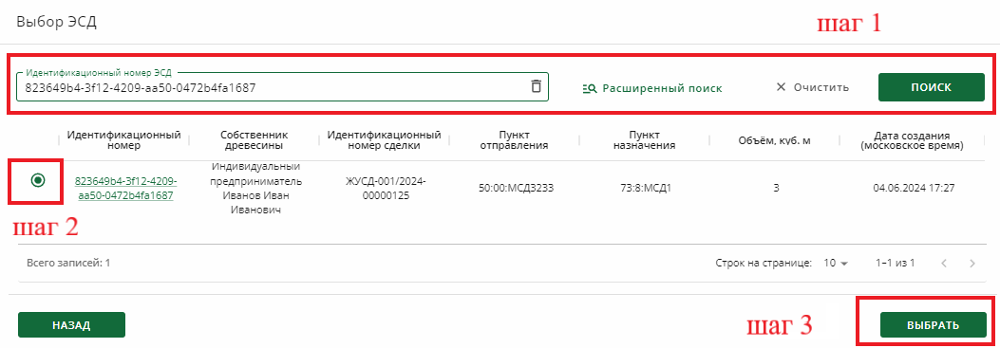 Выбор ЭСД
шаг 1
Идентификационный номер ЭСД
823649b4-3f12-4209-aa50-0472b4fa1687
Расширенный поиск
Очистить
ПОИСК
Идентификационный номер
Собственник древесины
Идентификационный номер сделки
Пункт отправления
Пункт назначения
Объём, куб. м
Дата создания (московское время)
823649b4-3f12-4209-
aa50-0472b4fa1687
Индивидуальный
предприниматель
Иванов Иван
Иванович
ЖУСД-001/2024-
00000125
50:00:МСД3233
73:8:МСД1
3
04.06.2024 17:27
шаг 2
Всего записей: 1
Строк на странице:
10
1–1 из 1
НАЗАД
шаг 3
ВЫБРАТЬ